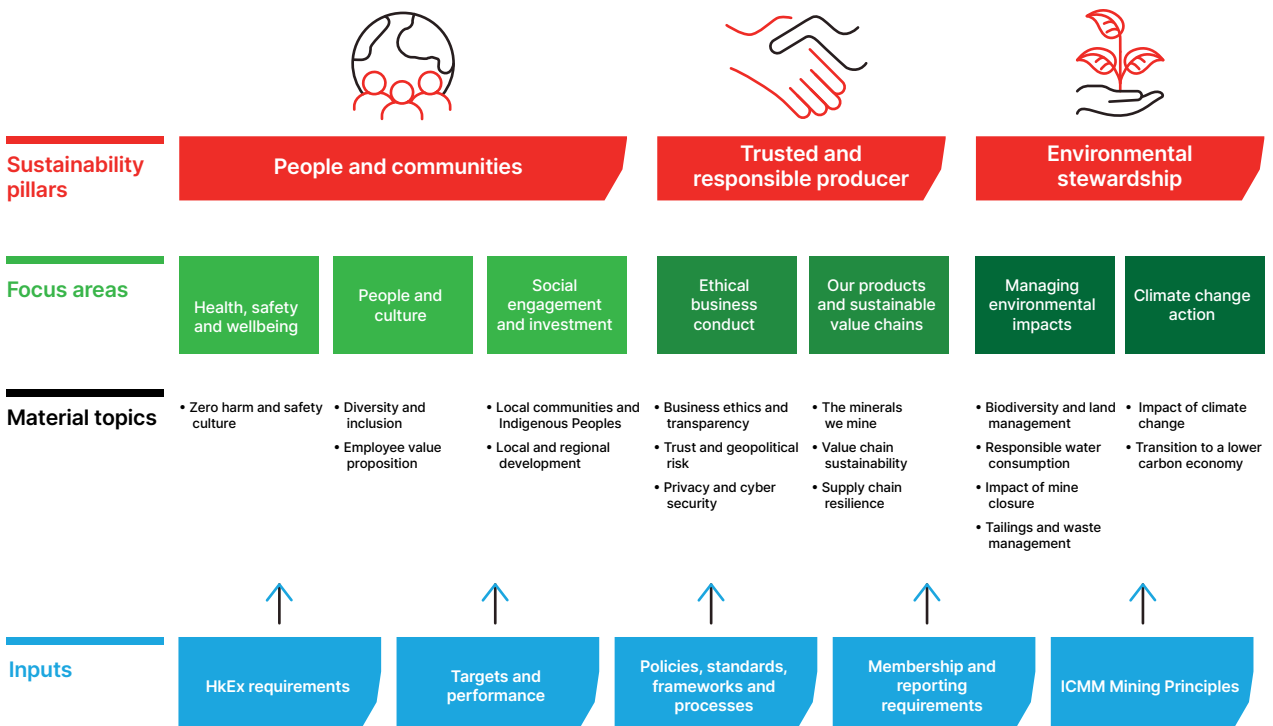 Sustainability
pillars
People and communities
Trusted and
responsible producer
Environmental
stewardship
Focus areas
Health, safety
and wellbeing
People and
culture
Social
engagement
and investment
Ethical
business
conduct
Our products
and sustainable
value chains
Managing
environmental
impacts
Climate change
action
Material topics
• Zero harm and safety
culture
• Diversity and
inclusion
• Employee value
proposition
• Local communities and
Indigenous Peoples
• Local and regional
development
• Business ethics and
transparency
• Trust and geopolitical
risk
• Privacy and cyber
security
• The minerals
we mine
• Value chain
sustainability
• Supply chain
resilience
• Biodiversity and land
management
• Responsible water
consumption
• Impact of mine
closure
• Tailings and waste
management
• Impact of climate
change
• Transition to a lower
carbon economy
Inputs
HkEx requirements
Targets and
performance
Policies, standards,
frameworks and
processes
Membership and
reporting
requirements
ICMM Mining Principles